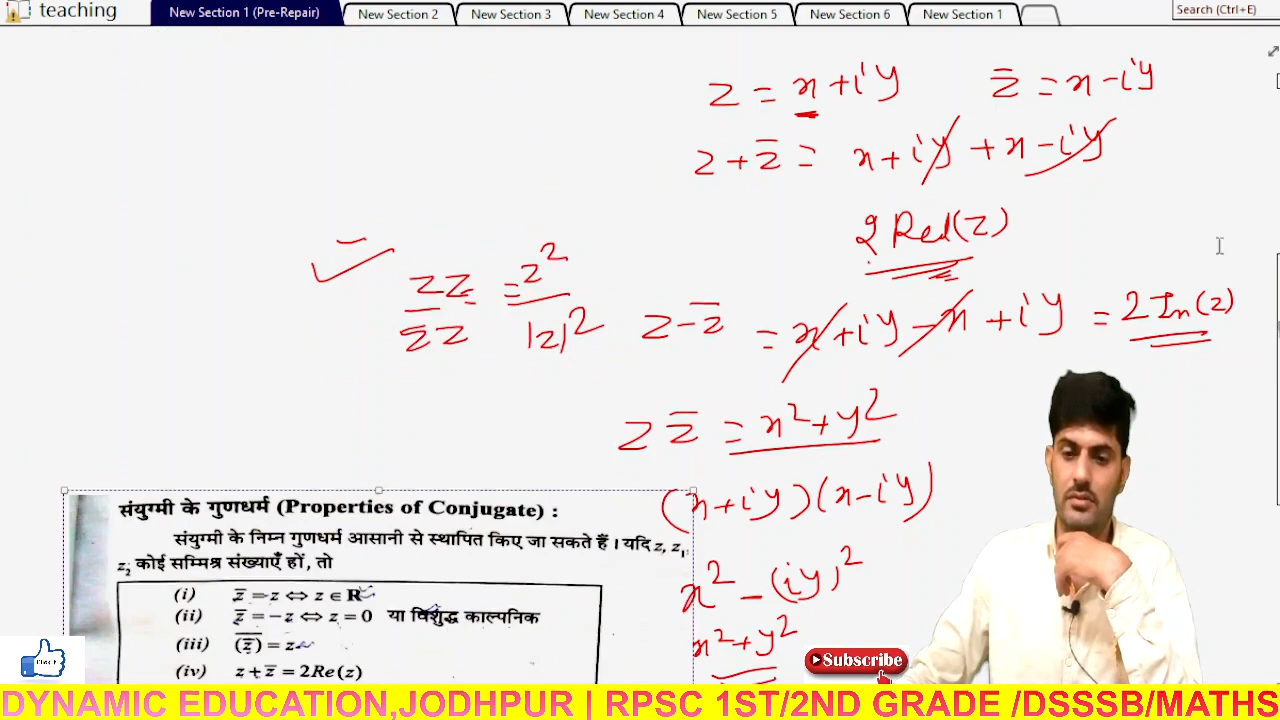 teaching
New Section 1 (Pre-Repair)
New Section 2
New Section 3
New Section 4
New Section 5
New Section 6
New Section 1
Search (Ctrl+E)
z = x + iy
z̄ = x - iy
z + z̄ = x + iy + x - iy
2 Real(z)
zz / z̄z = z² / |z|²
z - z̄ = x + iy - x + iy = 2 Im(z)
z z̄ = x² + y²
(x + iy)(x - iy)
x² - (iy)²
x² + y²
संयुग्मी के गुणधर्म (Properties of Conjugate) :
संयुग्मी के निम्न गुणधर्म आसानी से स्थापित किए जा सकते हैं। यदि z, z₁,
z₂ कोई सम्मिश्र संख्याएँ हों, तो
(i) z̄ = z ⇔ z ∈ R
(ii) z̄ = -z ⇔ z = 0 या विशुद्ध काल्पनिक
(iii) (z̄)‾ = z
(iv) z + z̄ = 2Re(z)
Subscribe
DYNAMIC EDUCATION,JODHPUR | RPSC 1ST/2ND GRADE /DSSSB/MATHS